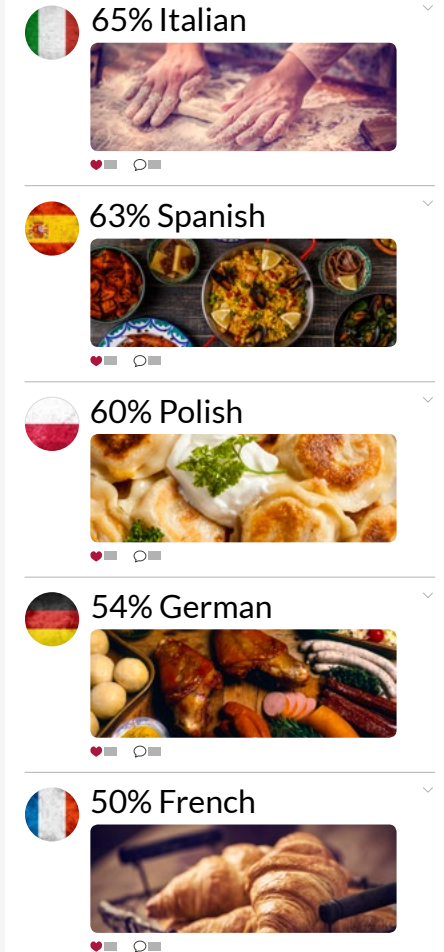 65% Italian
63% Spanish
60% Polish
54% German
50% French